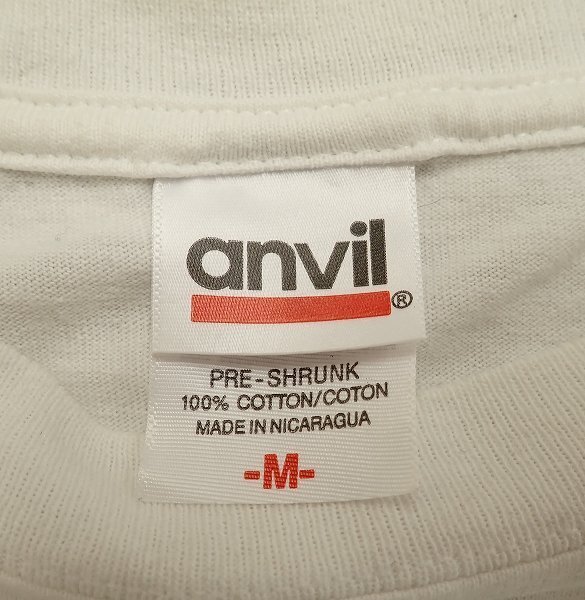 anvil
®
PRE-SHRUNK
100% COTTON/COTON
MADE IN NICARAGUA
-M-